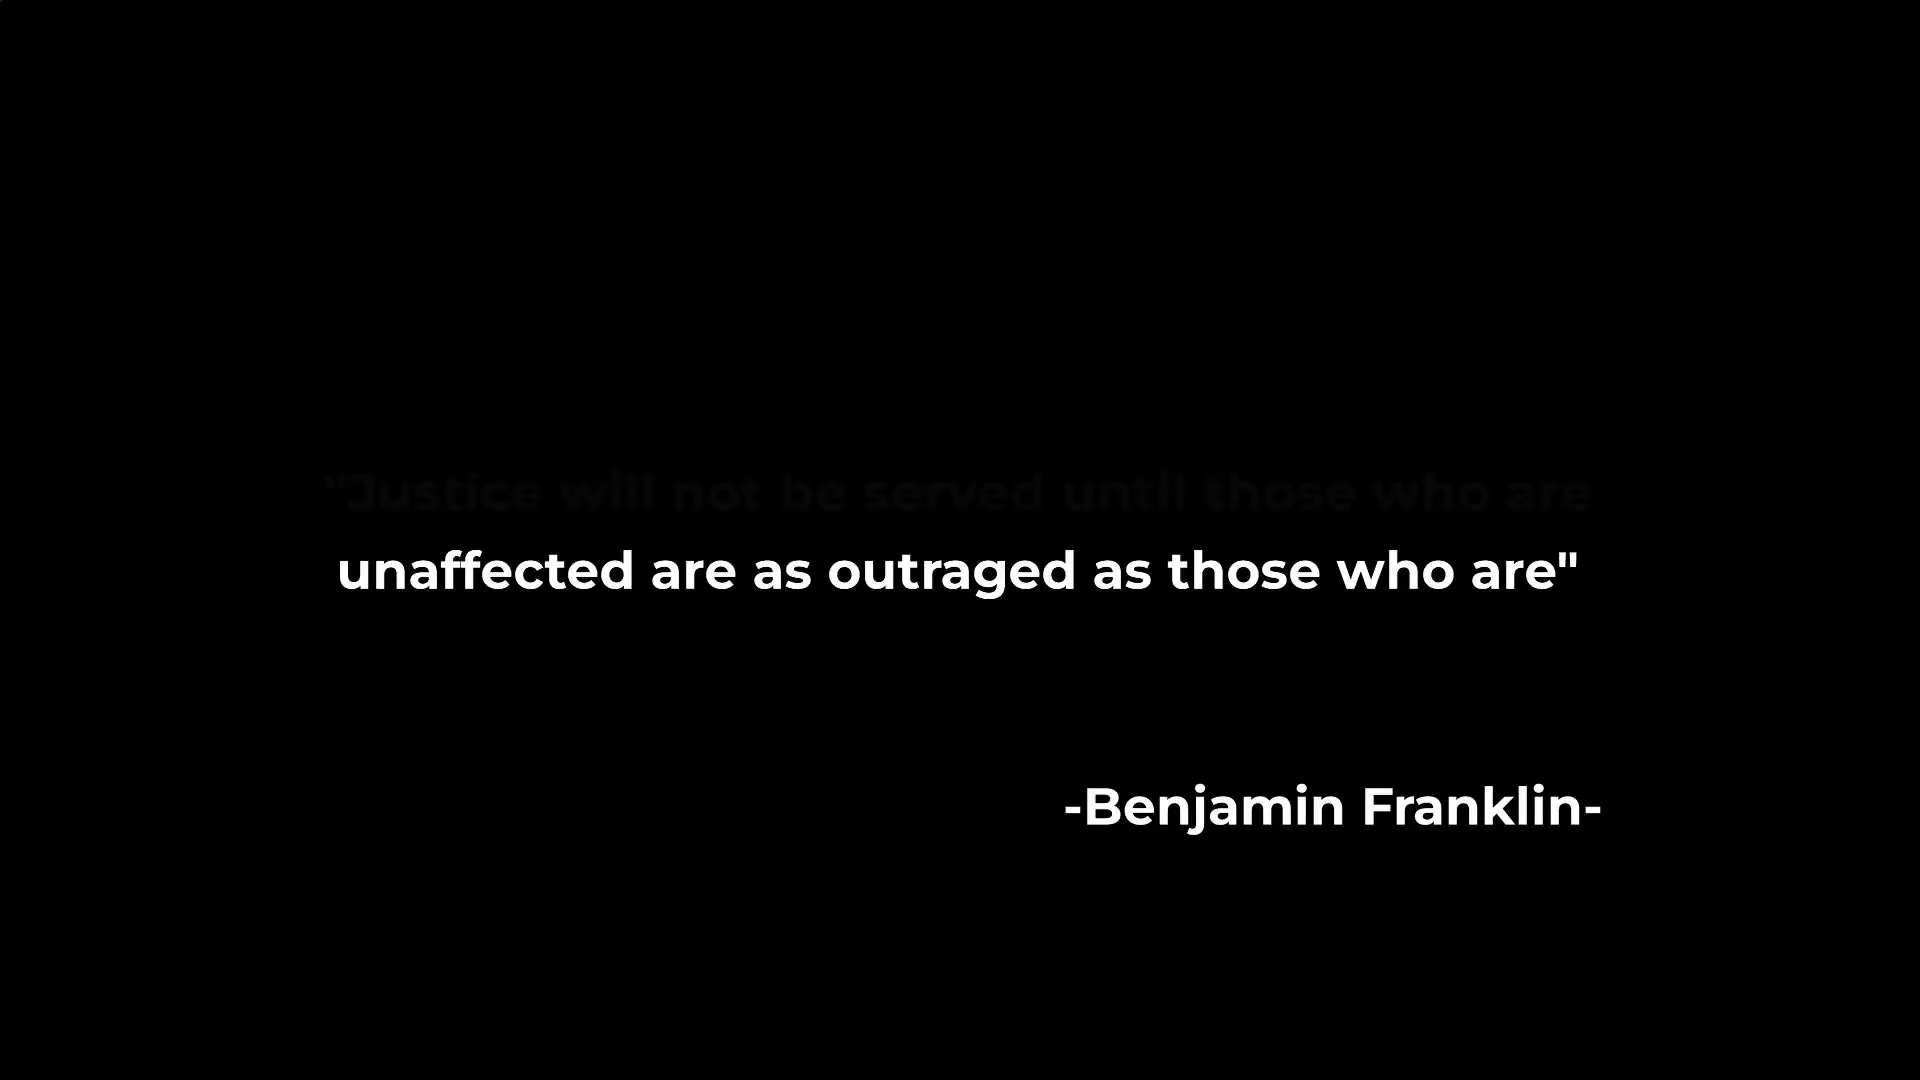 "Justice will not be served until those who are
unaffected are as outraged as those who are"
-Benjamin Franklin-